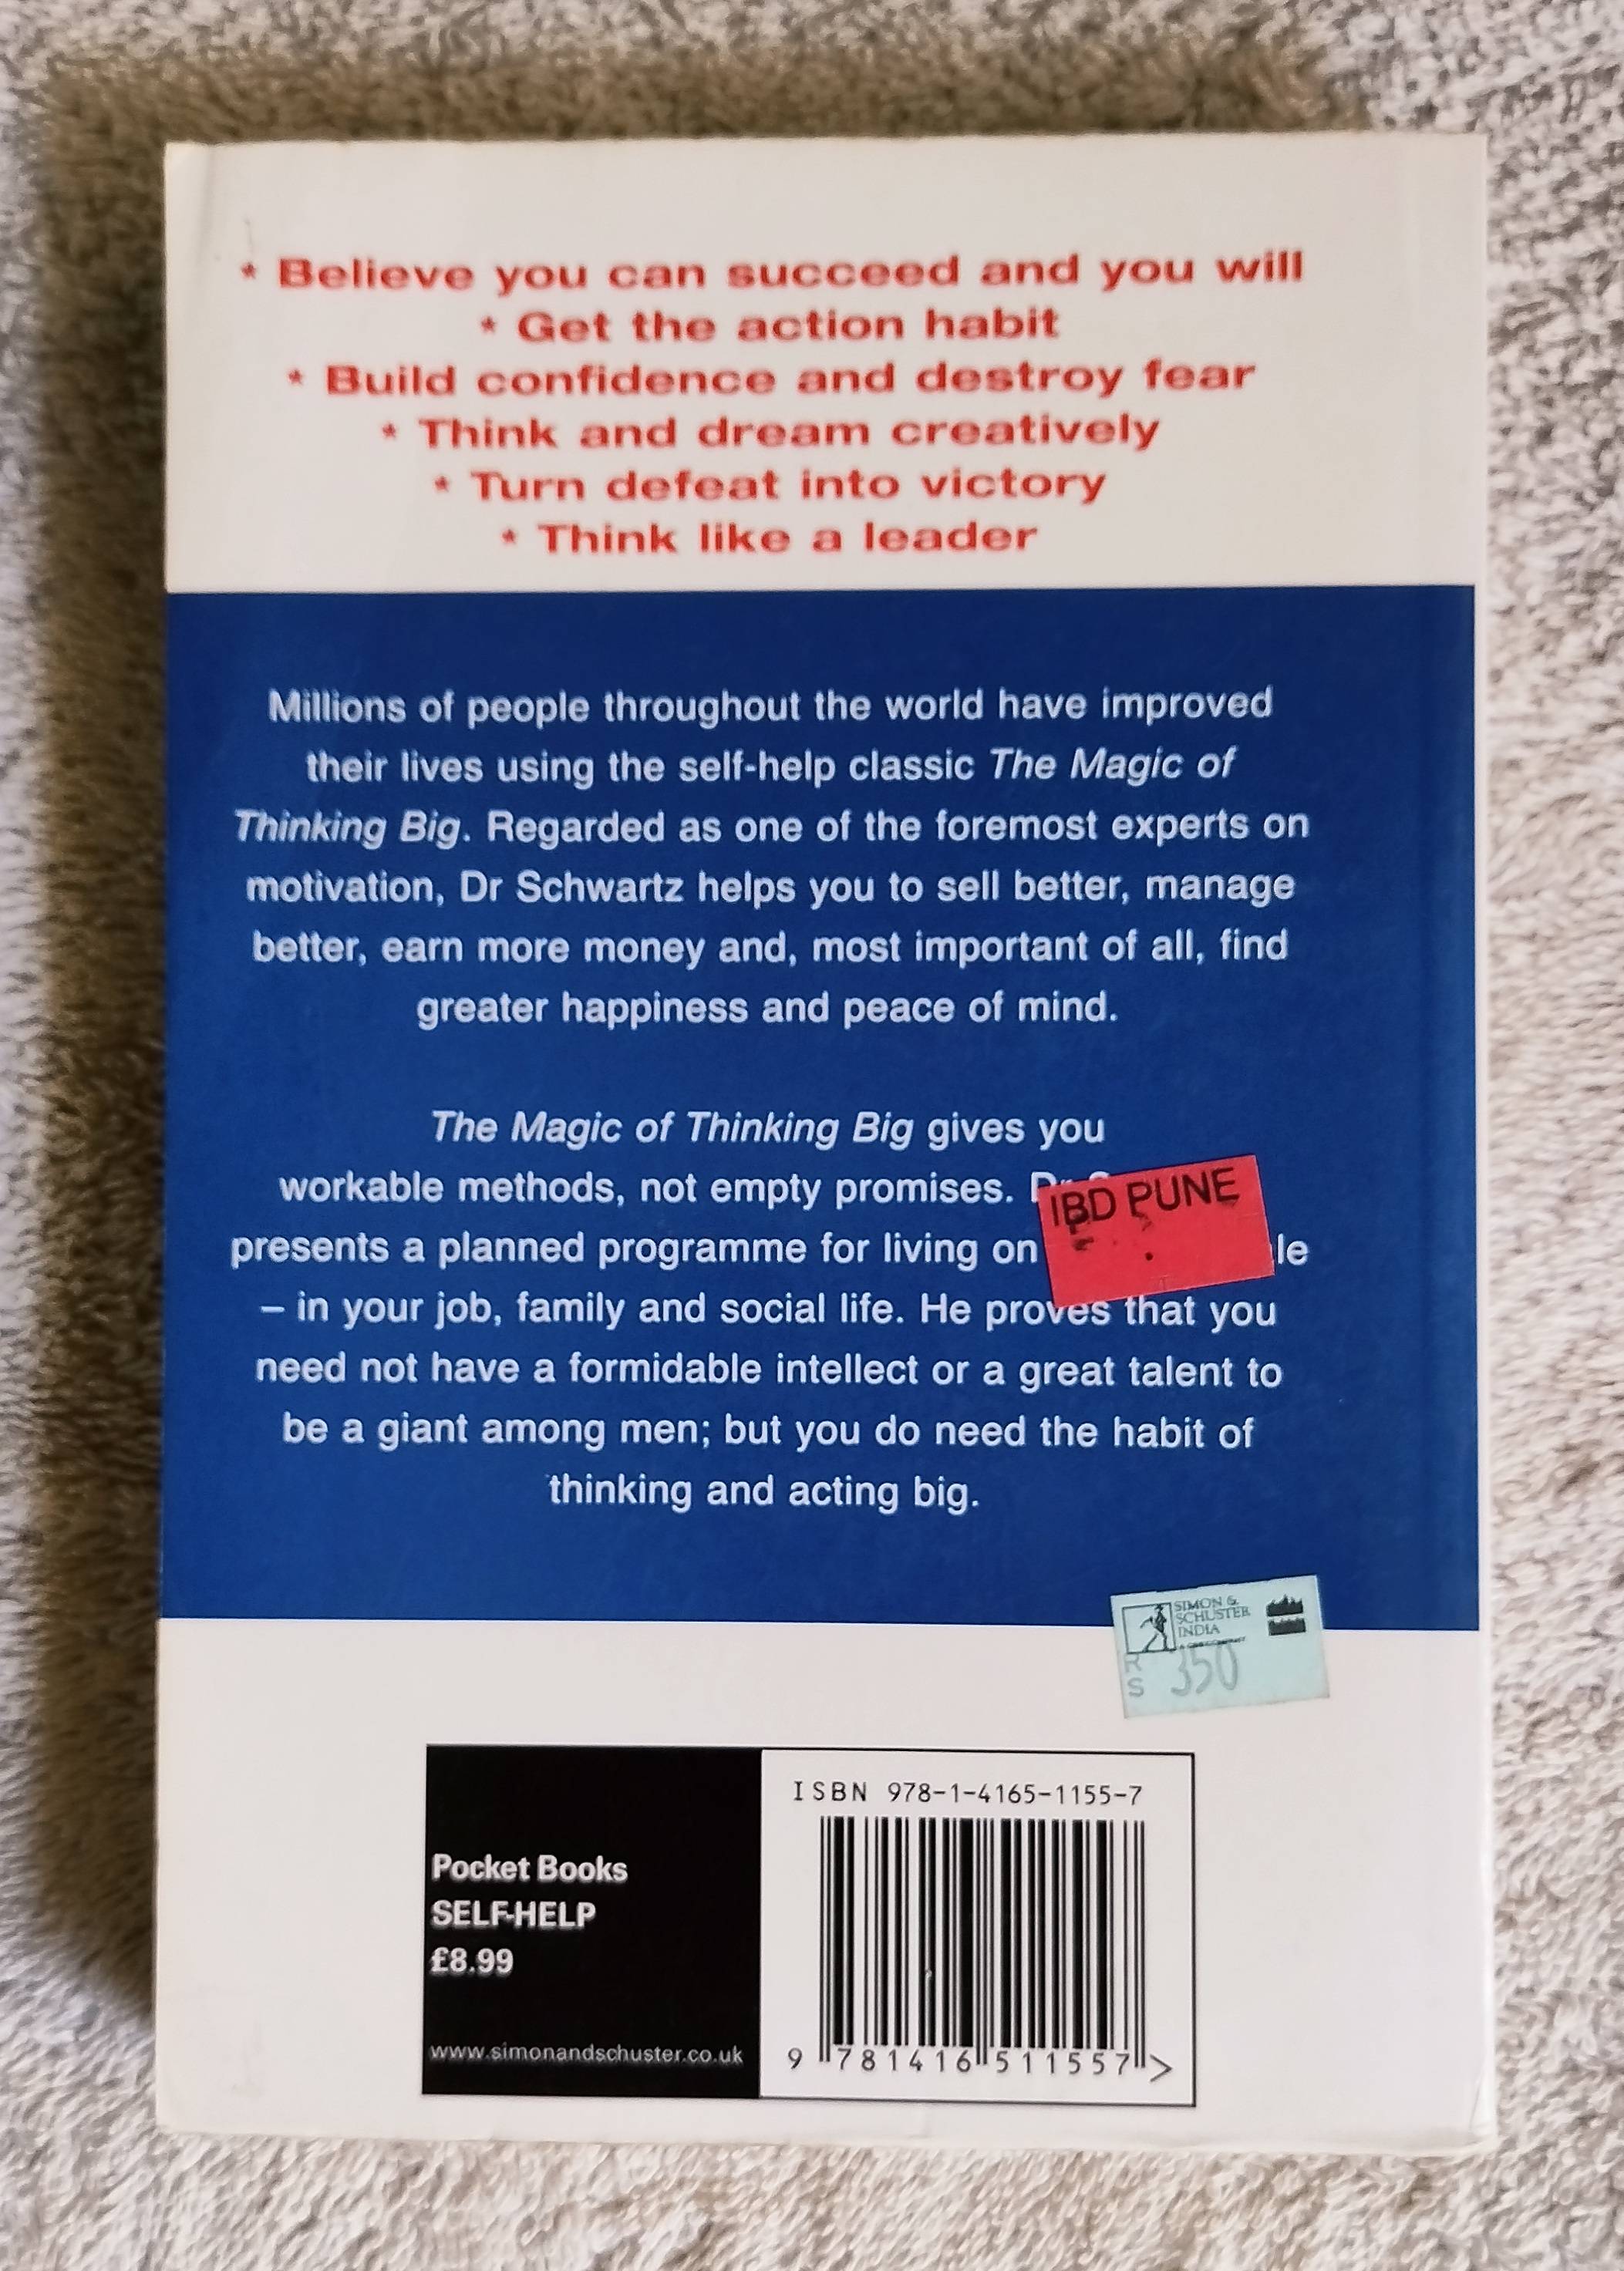 * Believe you can succeed and you will
* Get the action habit
* Build confidence and destroy fear
* Think and dream creatively
* Turn defeat into victory
* Think like a leader
Millions of people throughout the world have improved
their lives using the self-help classic The Magic of
Thinking Big. Regarded as one of the foremost experts on
motivation, Dr Schwartz helps you to sell better, manage
better, earn more money and, most important of all, find
greater happiness and peace of mind.
The Magic of Thinking Big gives you
workable methods, not empty promises. Dr
IBD PUNE
presents a planned programme for living on
– in your job, family and social life. He proves that you
need not have a formidable intellect or a great talent to
be a giant among men; but you do need the habit of
thinking and acting big.
SIMON &
SCHUSTER
INDIA
RS 350
ISBN 978-1-4165-1155-7
Pocket Books
SELF-HELP
£8.99
www.simonandschuster.co.uk
9 781416 511557 >